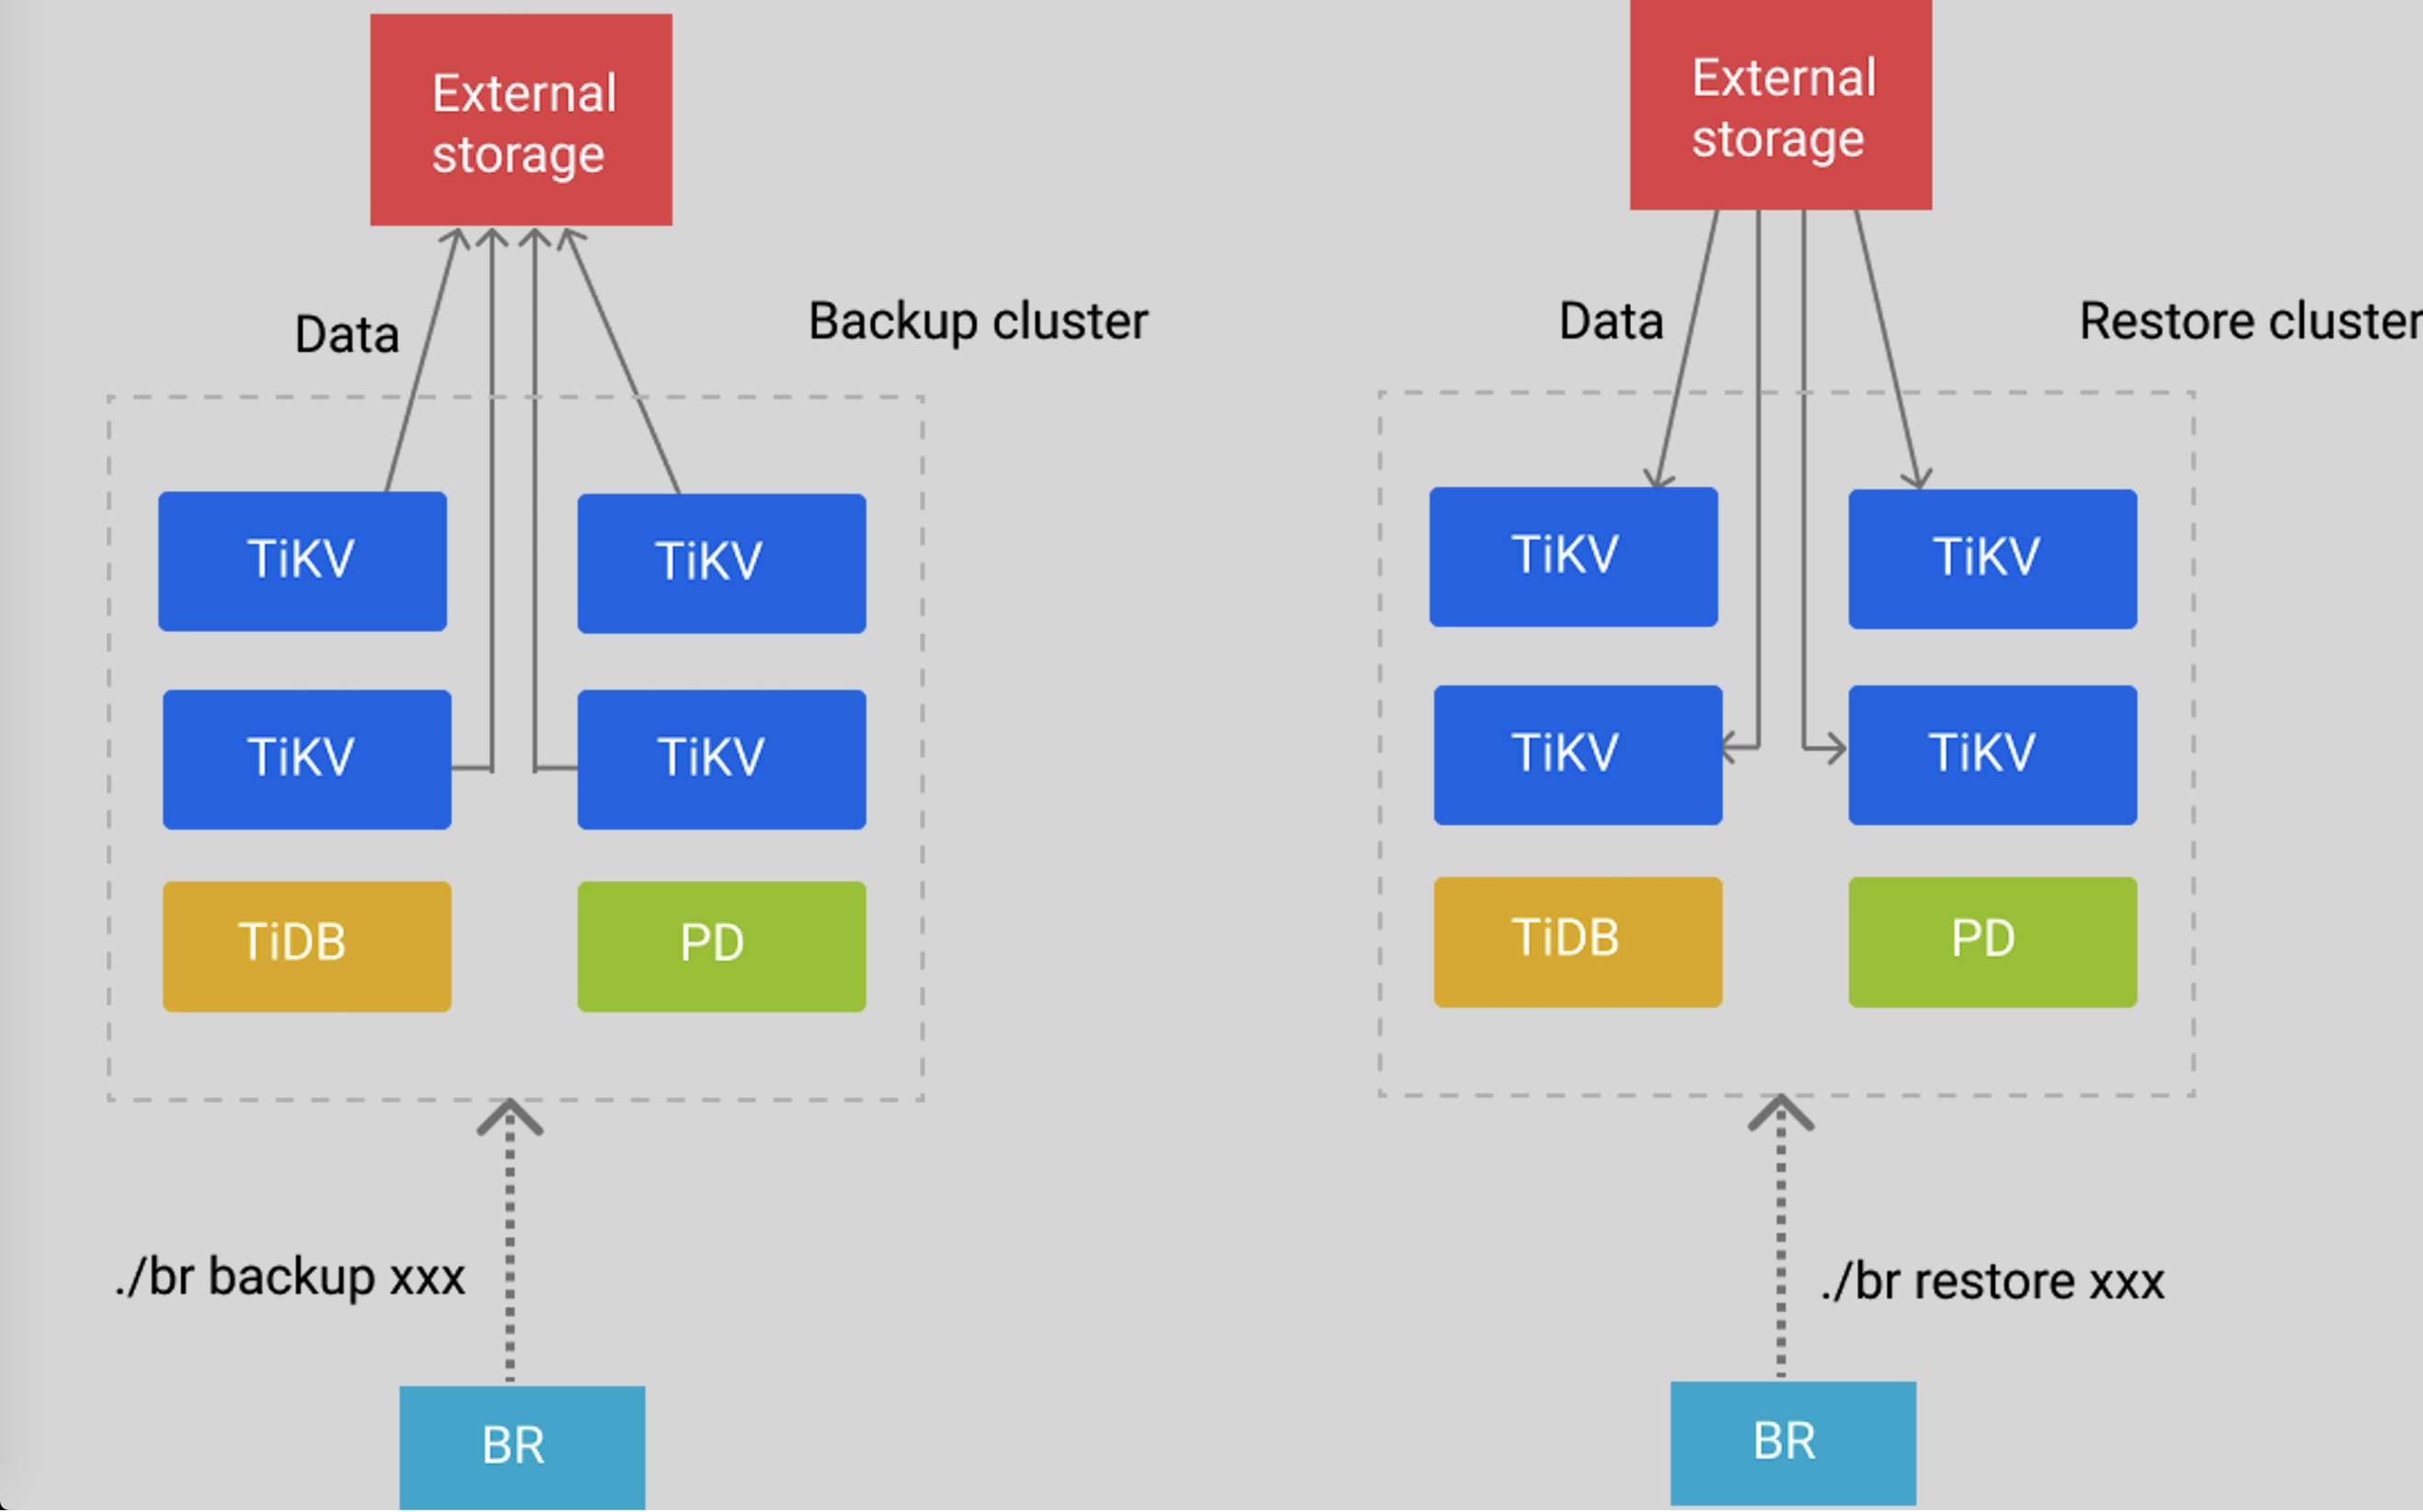 External
storage
Data
Backup cluster
TiKV
TiKV
TiKV
TiKV
TiDB
PD
./br backup xxx
BR
External
storage
Data
Restore cluster
TiKV
TiKV
TiKV
TiKV
TiDB
PD
./br restore xxx
BR